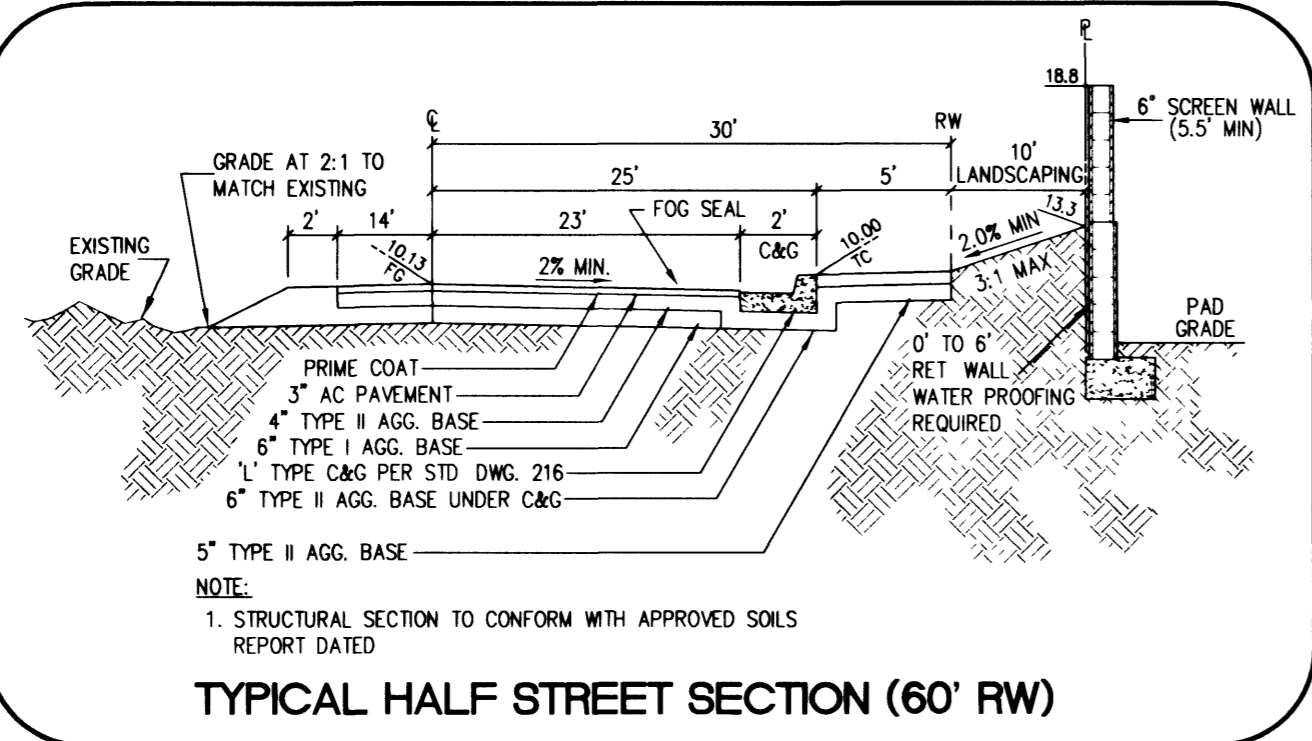 ℄
30'
RW
℄
18.8
6" SCREEN WALL
(5.5' MIN)
GRADE AT 2:1 TO
MATCH EXISTING
25'
5'
10'
LANDSCAPING
2'
14'
23'
FOG SEAL
2'
C&G
10.13
FG
2% MIN.
10.00
TC
2.0% MIN
13.3
3:1 MAX
EXISTING
GRADE
PAD
GRADE
0' TO 6'
RET WALL
WATER PROOFING
REQUIRED
PRIME COAT
3" AC PAVEMENT
4" TYPE II AGG. BASE
6" TYPE I AGG. BASE
'L' TYPE C&G PER STD DWG. 216
6" TYPE II AGG. BASE UNDER C&G
5" TYPE II AGG. BASE
NOTE:
1. STRUCTURAL SECTION TO CONFORM WITH APPROVED SOILS
REPORT DATED
TYPICAL HALF STREET SECTION (60' RW)